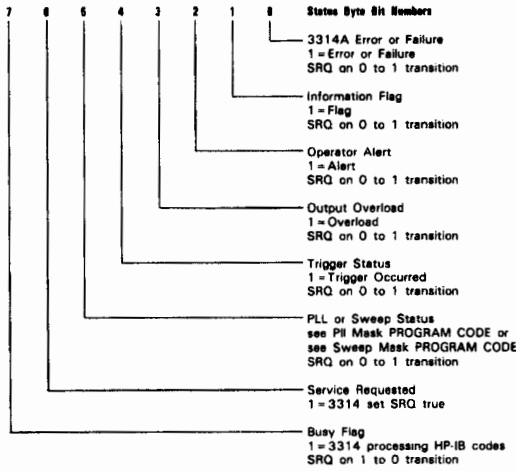 7 6 5 4 3 2 1 0 Status Byte Bit Numbers
3314A Error or Failure
1 = Error or Failure
SRQ on 0 to 1 transition
Information Flag
1 = Flag
SRQ on 0 to 1 transition
Operator Alert
1 = Alert
SRQ on 0 to 1 transition
Output Overload
1 = Overload
SRQ on 0 to 1 transition
Trigger Status
1 = Trigger Occurred
SRQ on 0 to 1 transition
PLL or Sweep Status
see Pll Mask PROGRAM CODE or
see Sweep Mask PROGRAM CODE
SRQ on 0 to 1 transition
Service Requested
1 = 3314 set SRQ true
Busy Flag
1 = 3314 processing HP-IB codes
SRQ on 1 to 0 transition